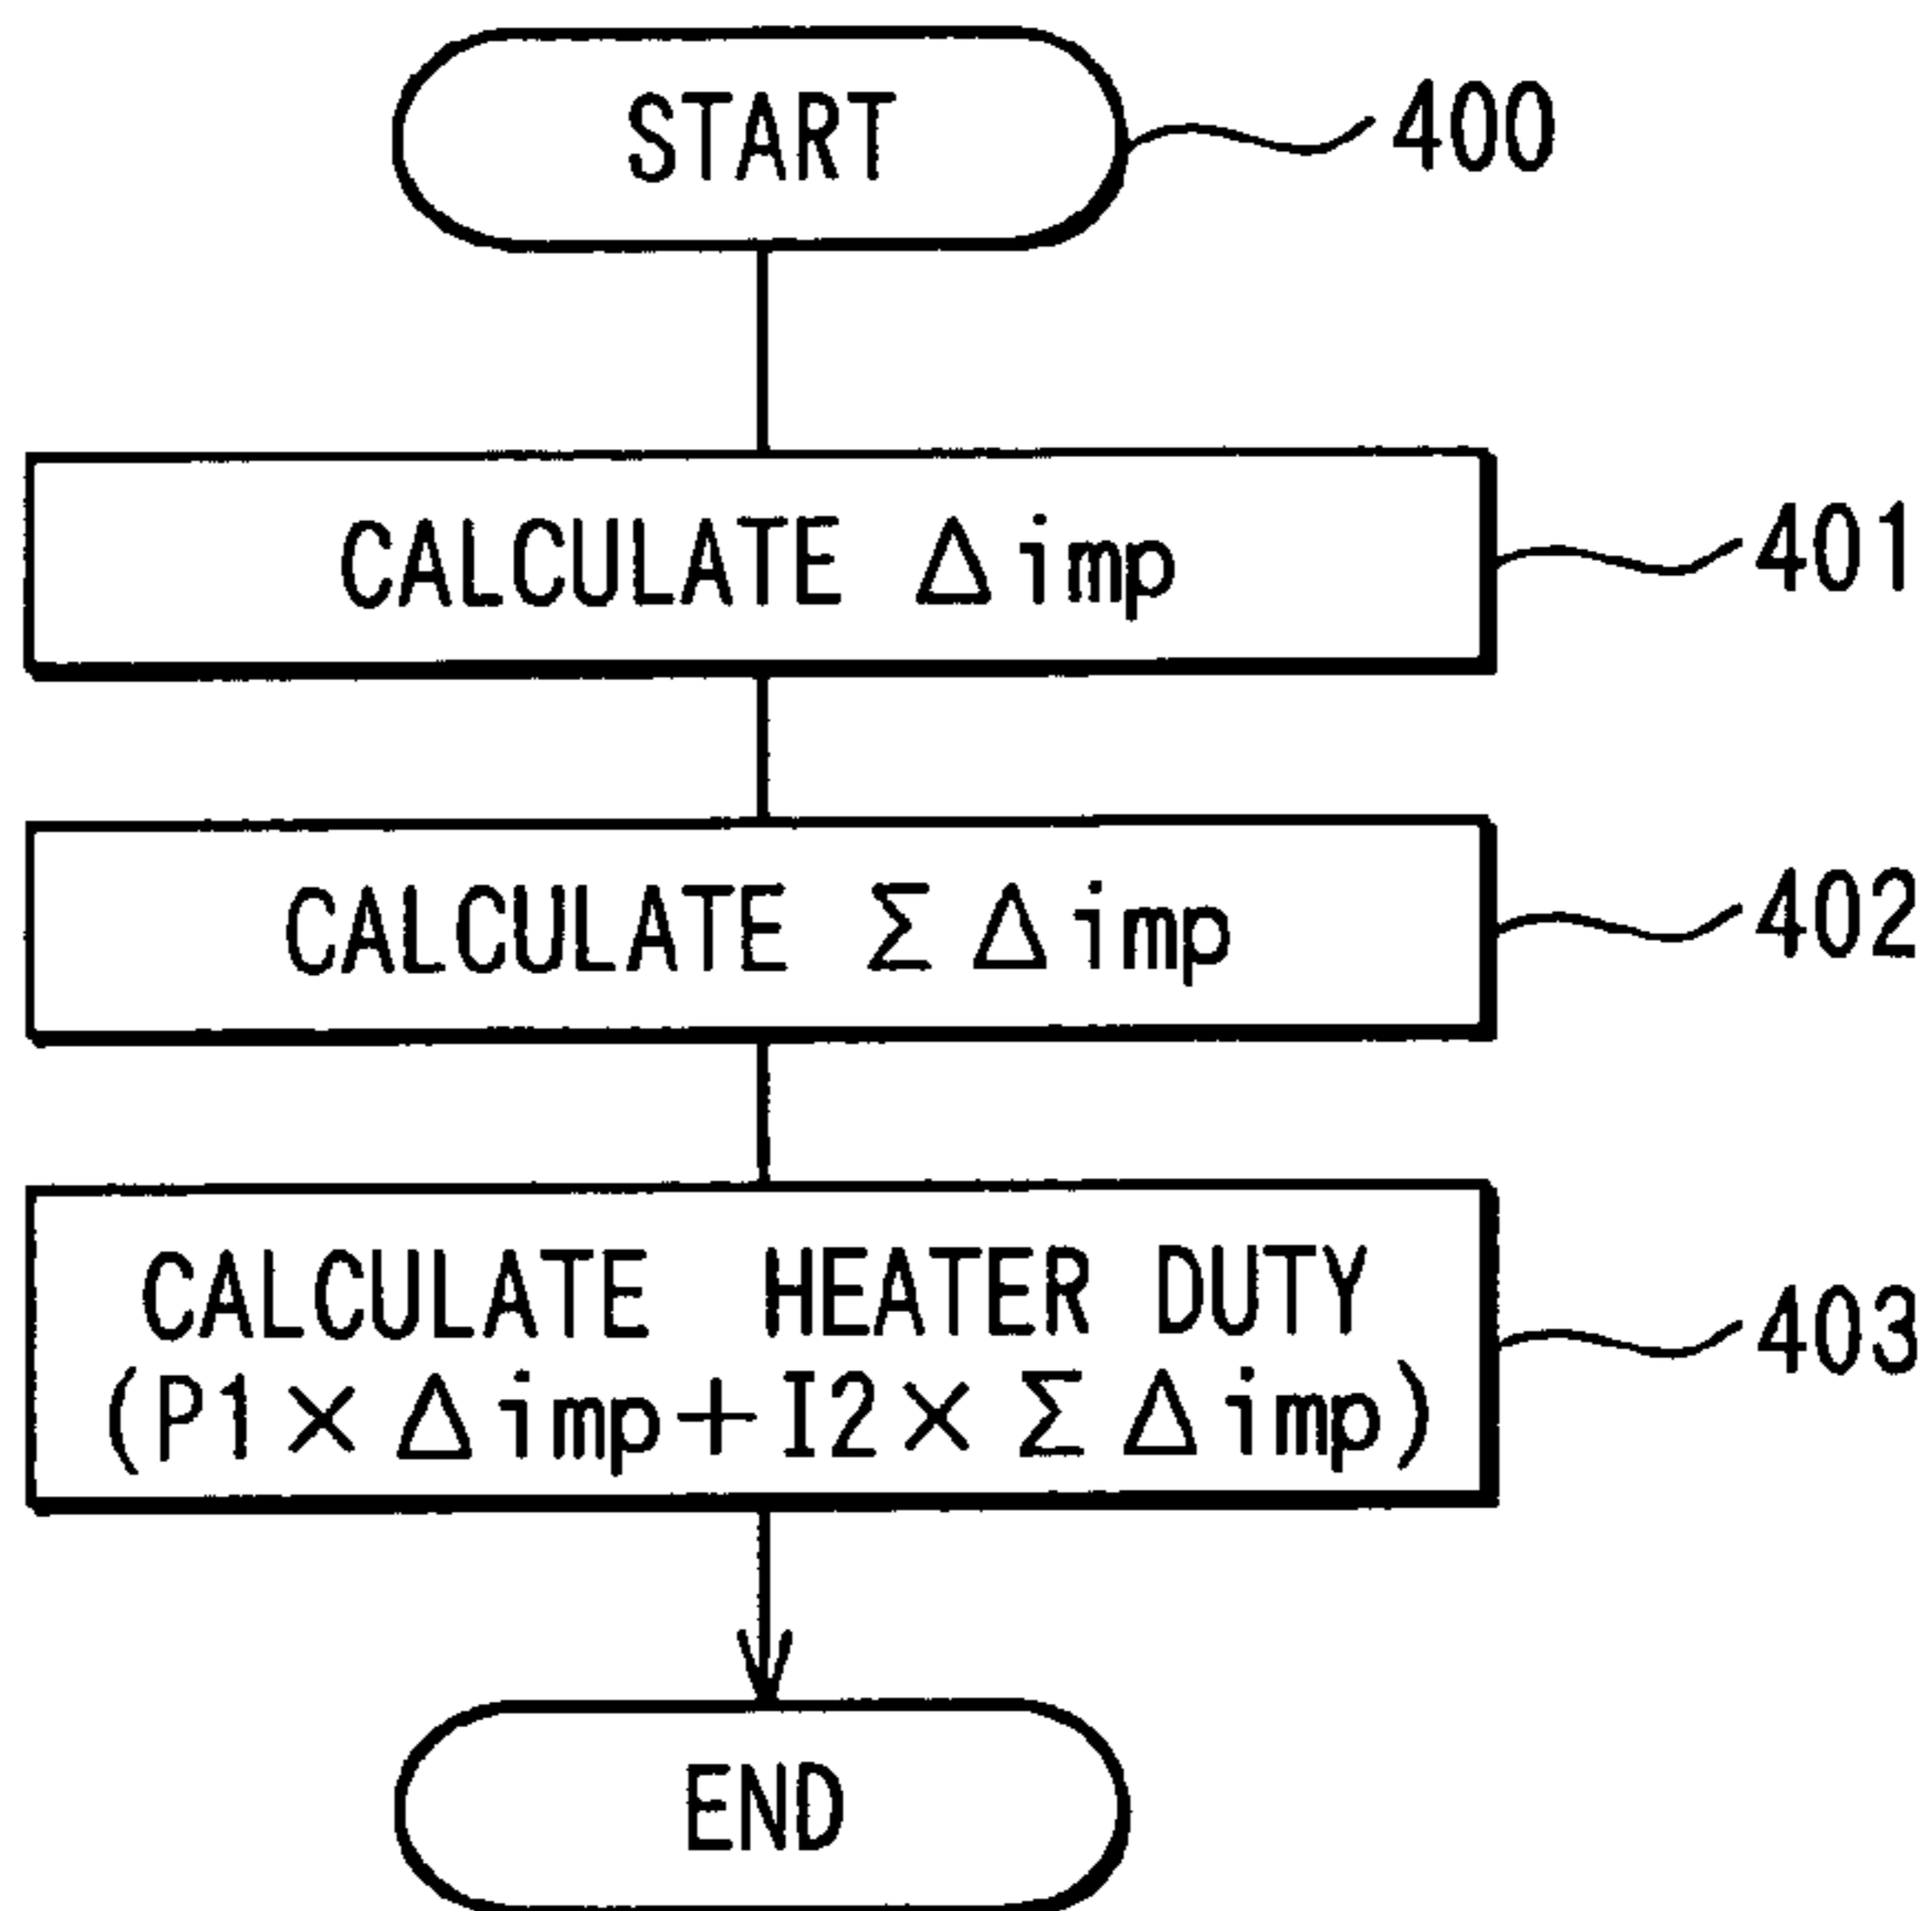 START
400
CALCULATE Δimp
401
CALCULATE ΣΔimp
402
CALCULATE HEATER DUTY
(P1×Δimp+I2×ΣΔimp)
403
END